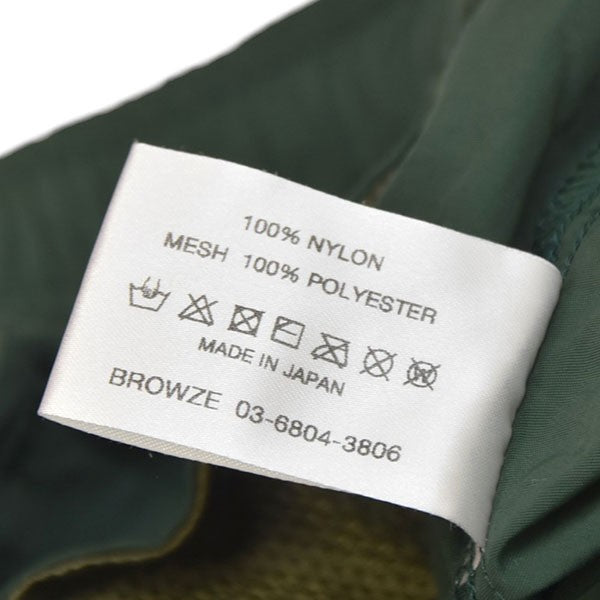 100% NYLON
MESH 100% POLYESTER
MADE IN JAPAN
BROWZE 03-6804-3806